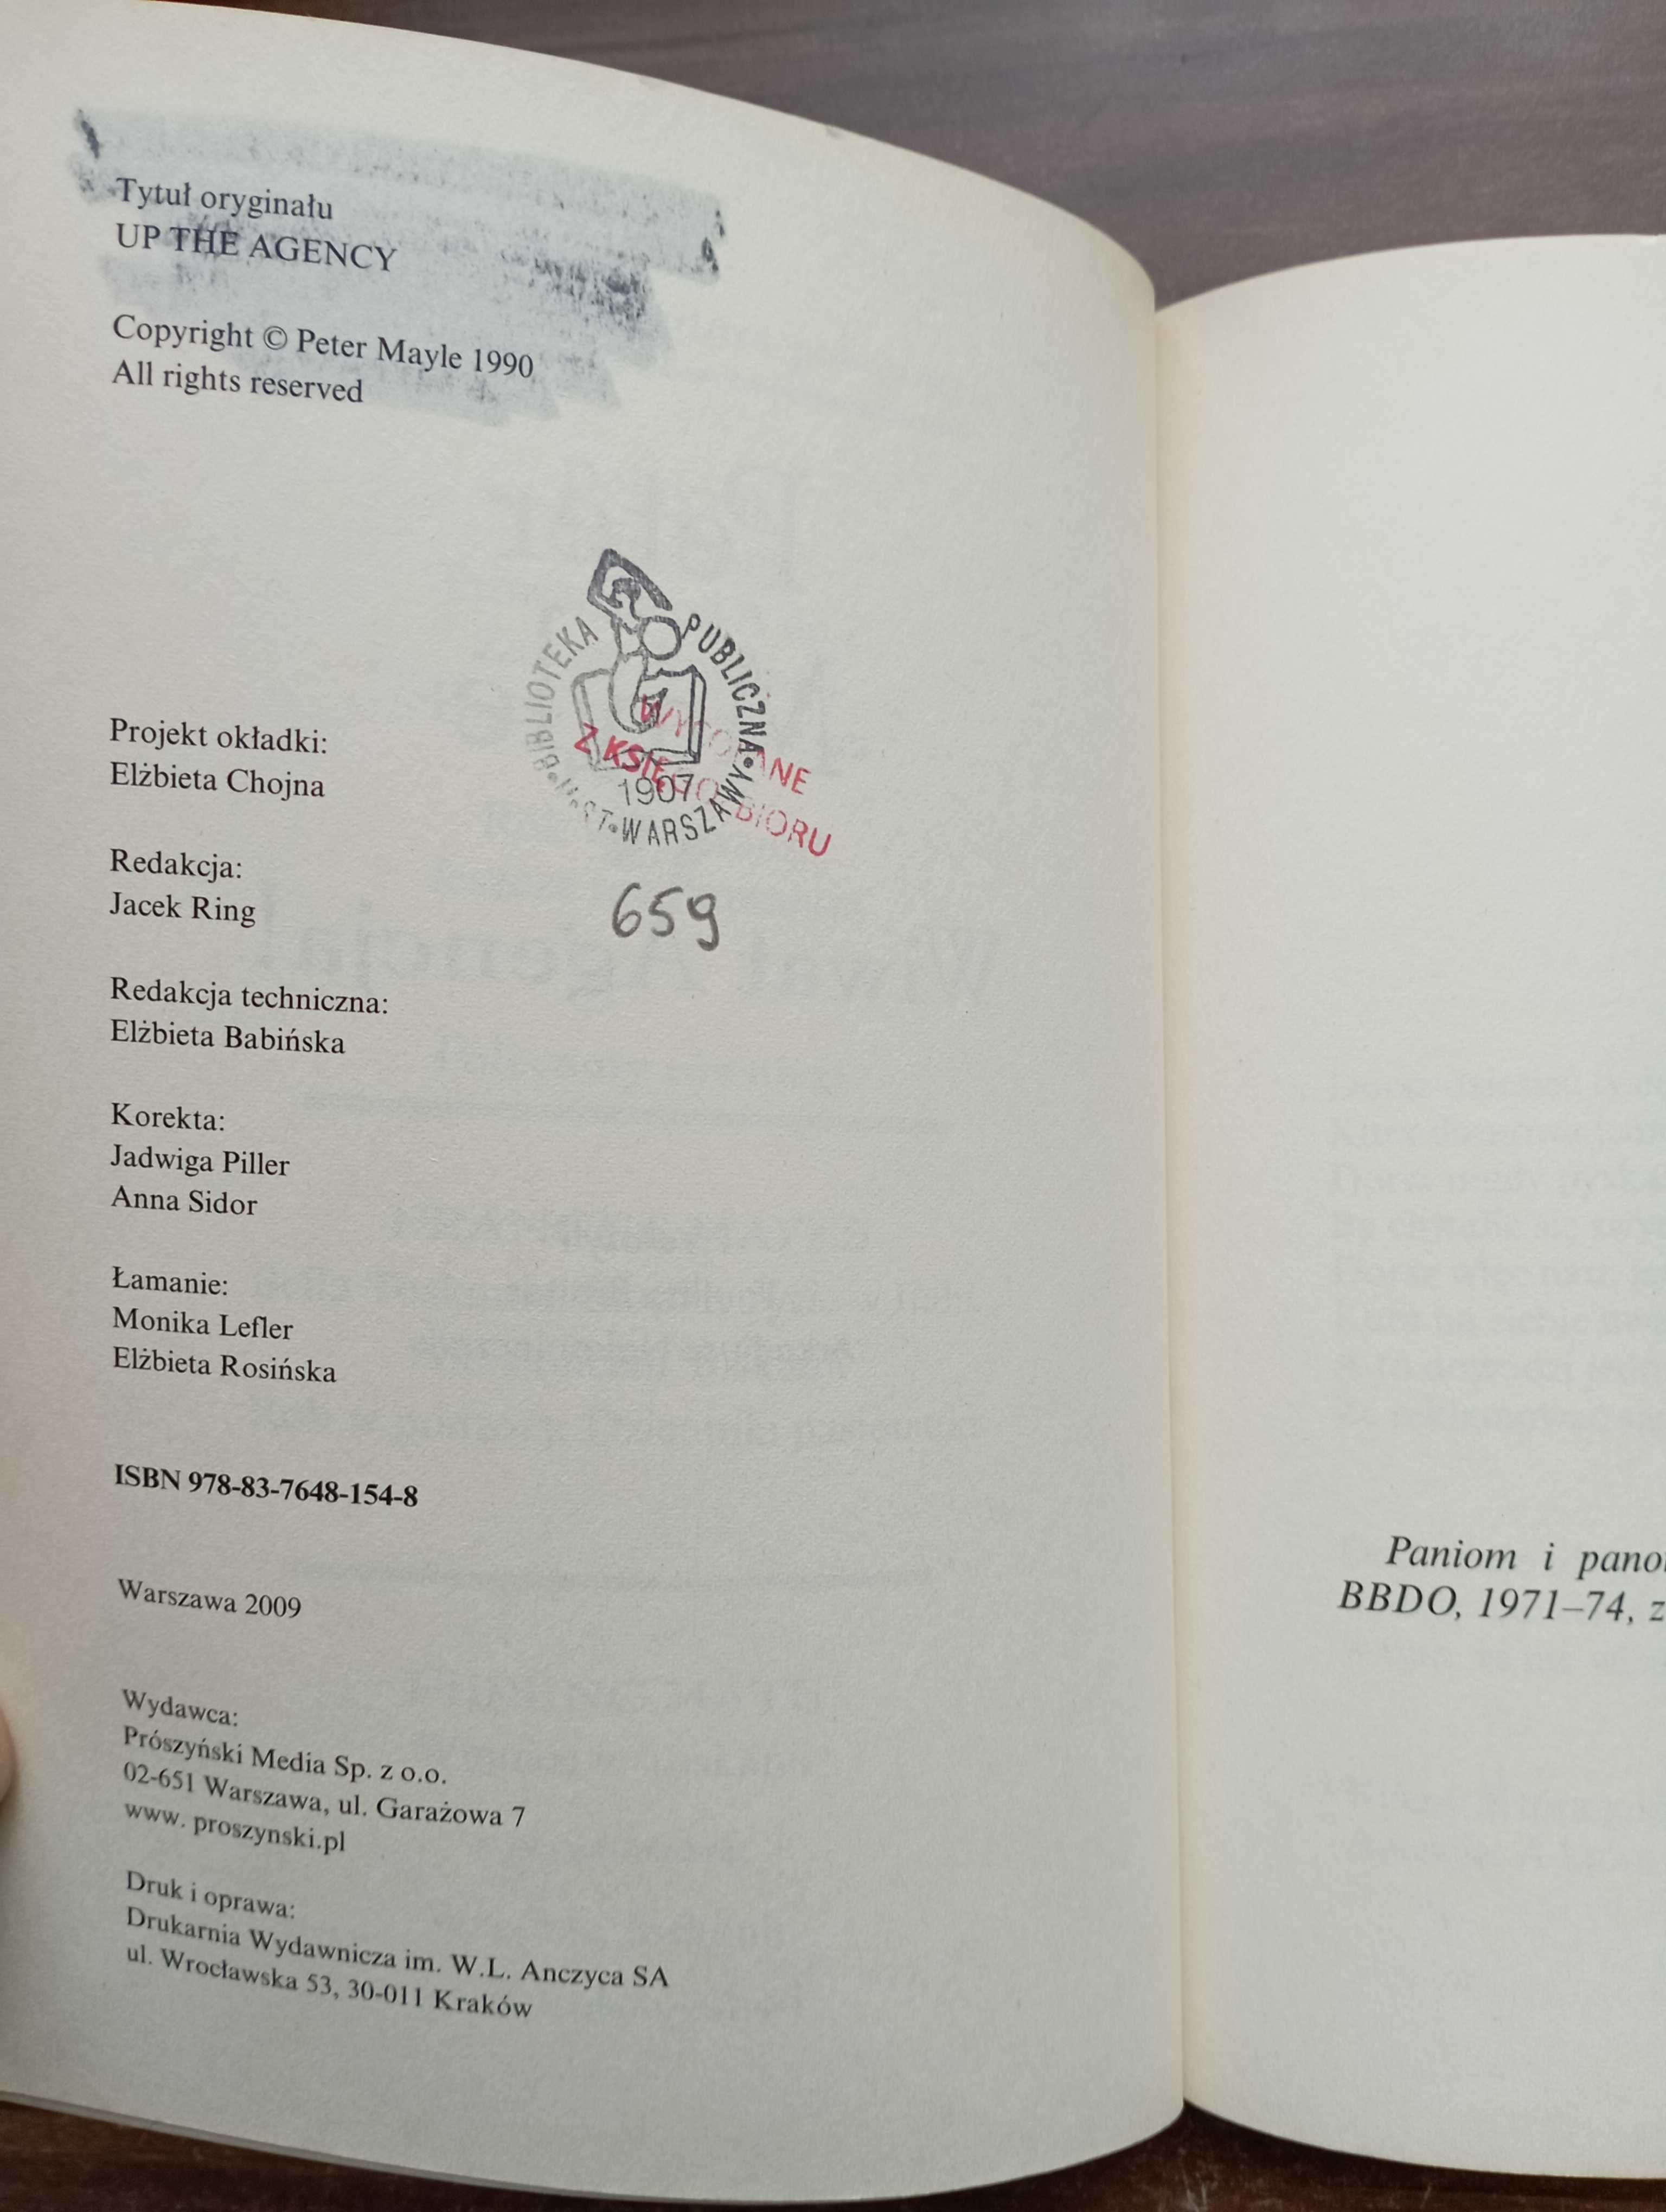 Tytuł oryginału
UP THE AGENCY
Copyright © Peter Mayle 1990
All rights reserved
BIBLIOTEKA PUBLICZNA
M.ST. WARSZAWY
1907
WYCOFANE
Z KSIĘGOZBIORU
659
Projekt okładki:
Elżbieta Chojna
Redakcja:
Jacek Ring
Redakcja techniczna:
Elżbieta Babińska
Korekta:
Jadwiga Piller
Anna Sidor
Łamanie:
Monika Lefler
Elżbieta Rosińska
ISBN 978-83-7648-154-8
Warszawa 2009
Wydawca:
Prószyński Media Sp. z o.o.
02-651 Warszawa, ul. Garażowa 7
www. proszynski.pl
Druk i oprawa:
Drukarnia Wydawnicza im. W.L. Anczyca SA
ul. Wrocławska 53, 30-011 Kraków
Paniom i
BBDO, 1971–74, z